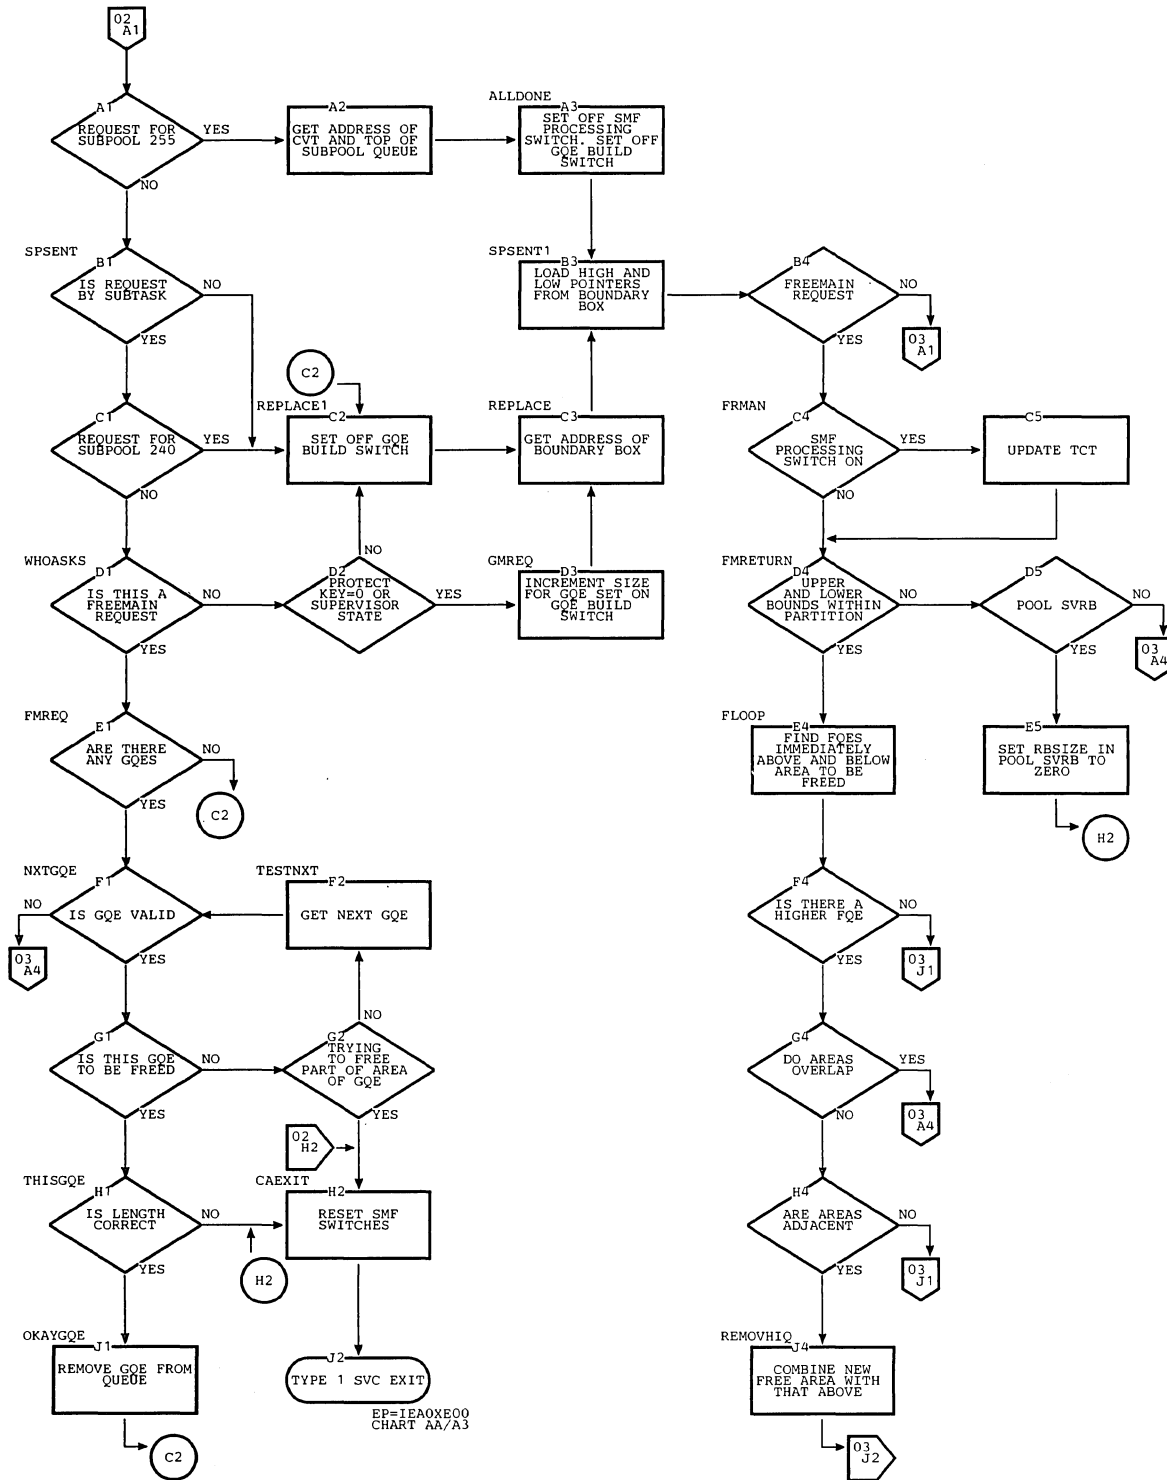 02
A1
A1
REQUEST FOR
SUBPOOL 255
YES
NO
A2
GET ADDRESS OF
CVT AND TOP OF
SUBPOOL QUEUE
ALLDONE
A3
SET OFF SMF
PROCESSING
SWITCH. SET OFF
GQE BUILD
SWITCH
SPSENT
B1
IS REQUEST
BY SUBTASK
NO
YES
SPSENT1
B3
LOAD HIGH AND
LOW POINTERS
FROM BOUNDARY
BOX
B4
FREEMAIN
REQUEST
NO
YES
03
A1
C2
C1
REQUEST FOR
SUBPOOL 240
YES
NO
REPLACE1
C2
SET OFF GQE
BUILD SWITCH
REPLACE
C3
GET ADDRESS OF
BOUNDARY BOX
FRMAN
C4
SMF
PROCESSING
SWITCH ON
YES
NO
C5
UPDATE TCT
WHOASKS
D1
IS THIS A
FREEMAIN
REQUEST
NO
YES
NO
D2
PROTECT
KEY=0 OR
SUPERVISOR
STATE
YES
GMREQ
D3
INCREMENT SIZE
FOR GQE SET ON
GQE BUILD
SWITCH
FMRETURN
D4
UPPER
AND LOWER
BOUNDS WITHIN
PARTITION
NO
YES
D5
POOL SVRB
NO
YES
03
A4
FMREQ
E1
ARE THERE
ANY GQES
NO
YES
C2
FLOOP
E4
FIND FQES
IMMEDIATELY
ABOVE AND BELOW
AREA TO BE
FREED
E5
SET RBSIZE IN
POOL SVRB TO
ZERO
H2
NXTGQE
F1
IS GQE VALID
NO
YES
03
A4
TESTNXT
F2
GET NEXT GQE
F4
IS THERE A
HIGHER FQE
NO
YES
03
J1
G1
IS THIS GQE
TO BE FREED
NO
YES
NO
G2
TRYING
TO FREE
PART OF AREA
OF GQE
YES
G4
DO AREAS
OVERLAP
YES
NO
03
A4
02
H2
THISGQE
H1
IS LENGTH
CORRECT
NO
YES
H2
CAEXIT
H2
RESET SMF
SWITCHES
H4
ARE AREAS
ADJACENT
NO
YES
03
J1
OKAYGQE
J1
REMOVE GQE FROM
QUEUE
C2
J2
TYPE 1 SVC EXIT
EP=IEA0XE00
CHART AA/A3
REMOVHIQ
J4
COMBINE NEW
FREE AREA WITH
THAT ABOVE
03
J2